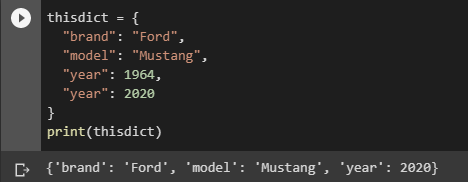 thisdict = {
  "brand": "Ford",
  "model": "Mustang",
  "year": 1964,
  "year": 2020
}
print(thisdict)
{'brand': 'Ford', 'model': 'Mustang', 'year': 2020}